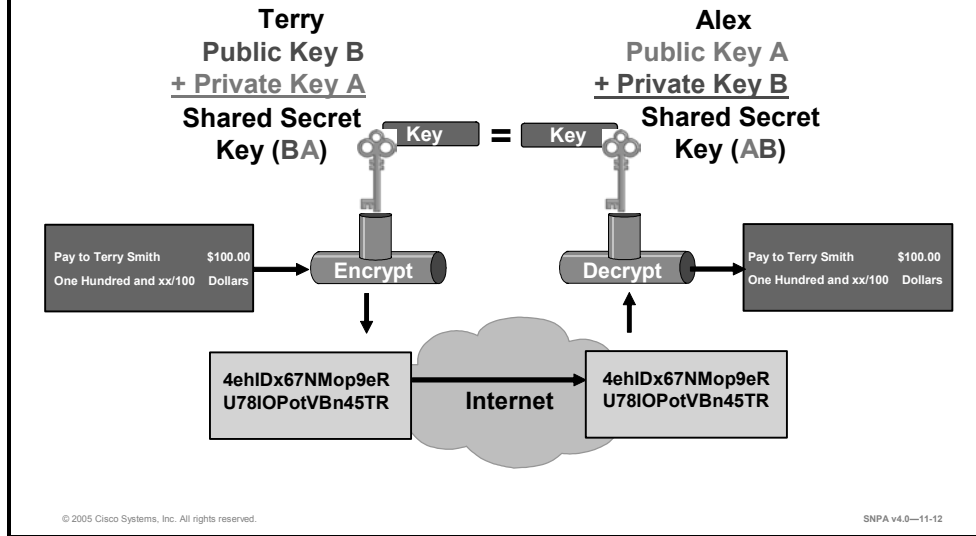 Terry
Public Key B
+ Private Key A
Shared Secret
Key (BA)
Alex
Public Key A
+ Private Key B
Shared Secret
Key (AB)
Key
=
Key
Pay to Terry Smith $100.00
One Hundred and xx/100 Dollars
Encrypt
Decrypt
Pay to Terry Smith $100.00
One Hundred and xx/100 Dollars
4ehIDx67NMop9eR
U78IOPotVBn45TR
Internet
4ehIDx67NMop9eR
U78IOPotVBn45TR
© 2005 Cisco Systems, Inc. All rights reserved.
SNPA v4.0—11-12